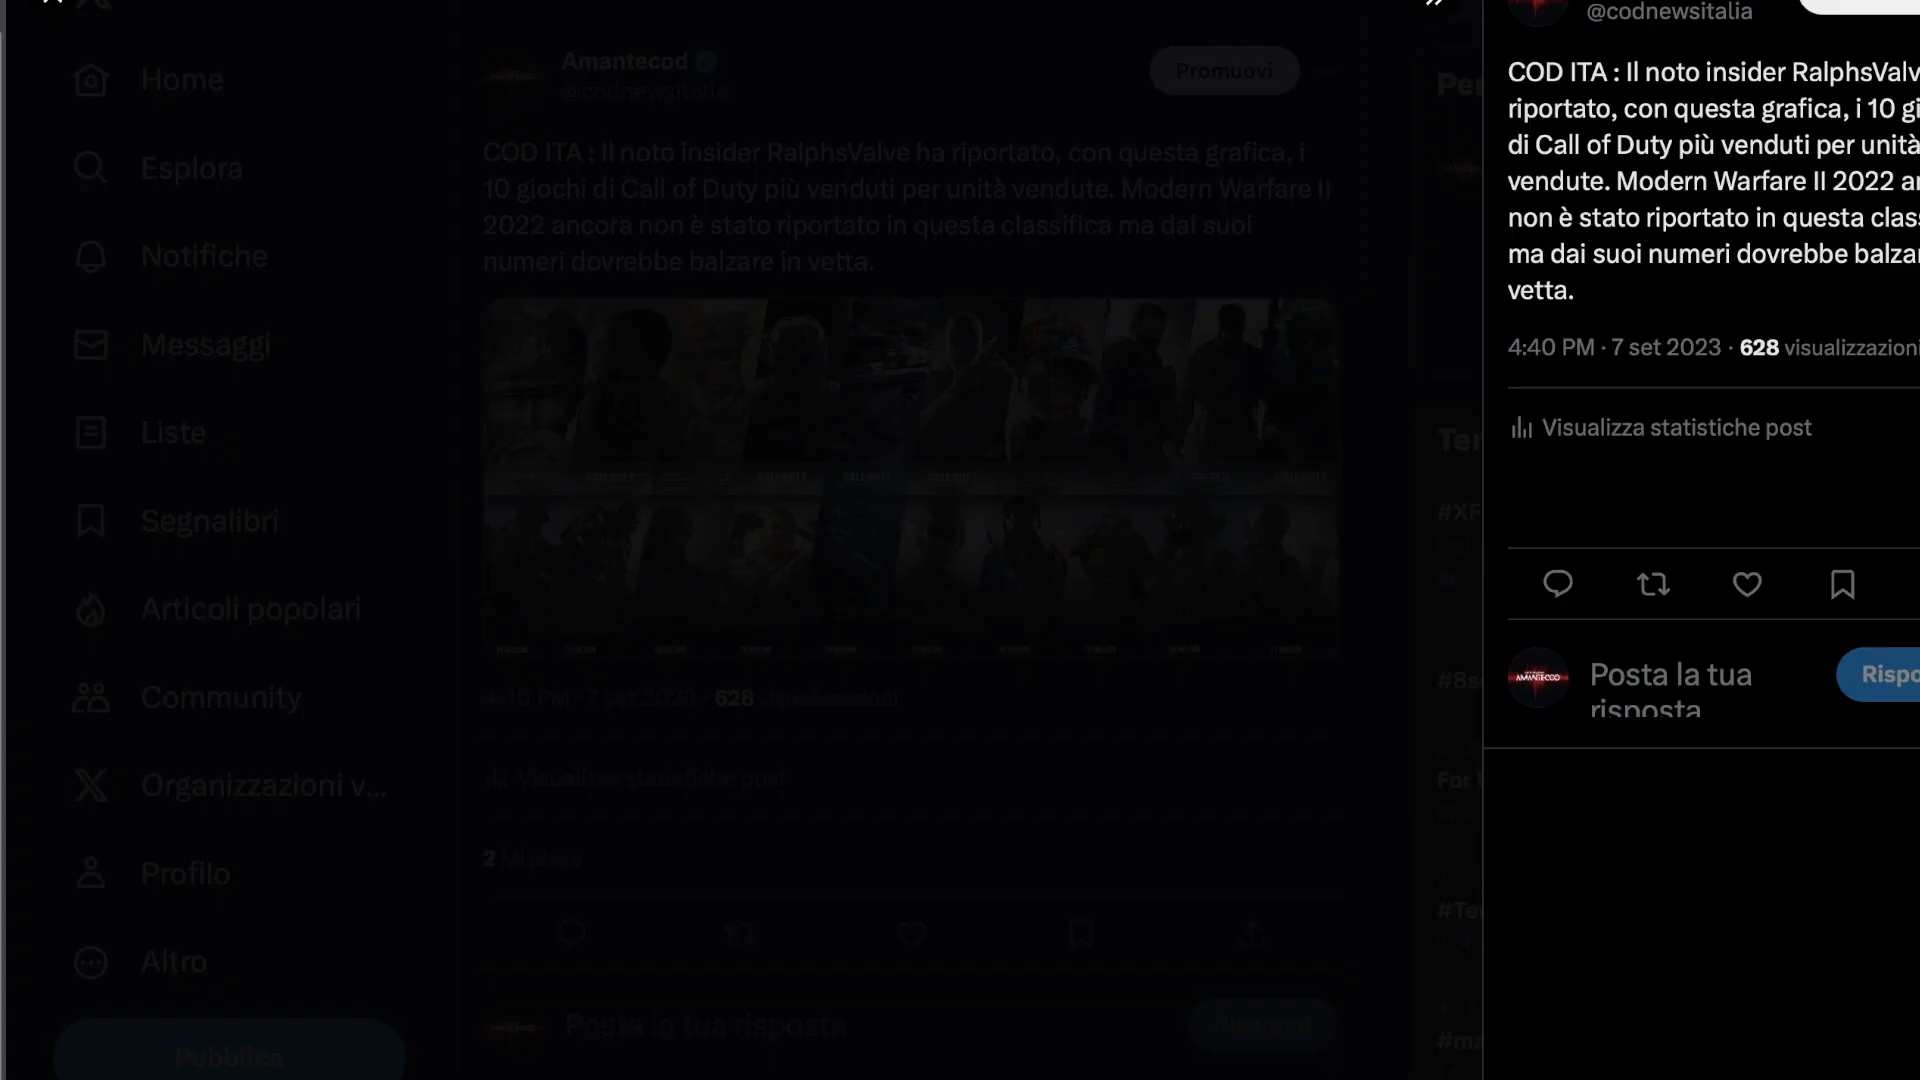 Home
Esplora
Notifiche
Messaggi
Liste
Segnalibri
Articoli popolari
Community
Organizzazioni v...
Profilo
Altro
Pubblica
Amantecod
@codnewsitalia
Promuovi
COD ITA : Il noto insider RalphsValve ha riportato, con questa grafica, i
10 giochi di Call of Duty più venduti per unità vendute. Modern Warfare II
2022 ancora non è stato riportato in questa classifica ma dai suoi
numeri dovrebbe balzare in vetta.
4:40 PM · 7 set 2023 · 628 visualizzazioni
Visualizza statistiche post
2 Mi piace
Posta la tua risposta
Rispondi
Per
Ten
#XF
#8s
For
#Te
#ma
@codnewsitalia
COD ITA : Il noto insider RalphsValv
riportato, con questa grafica, i 10 gi
di Call of Duty più venduti per unità
vendute. Modern Warfare II 2022 an
non è stato riportato in questa class
ma dai suoi numeri dovrebbe balzar
vetta.
4:40 PM · 7 set 2023 · 628 visualizzazioni
Visualizza statistiche post
AMANTECOD
Posta la tua
risposta
Rispo